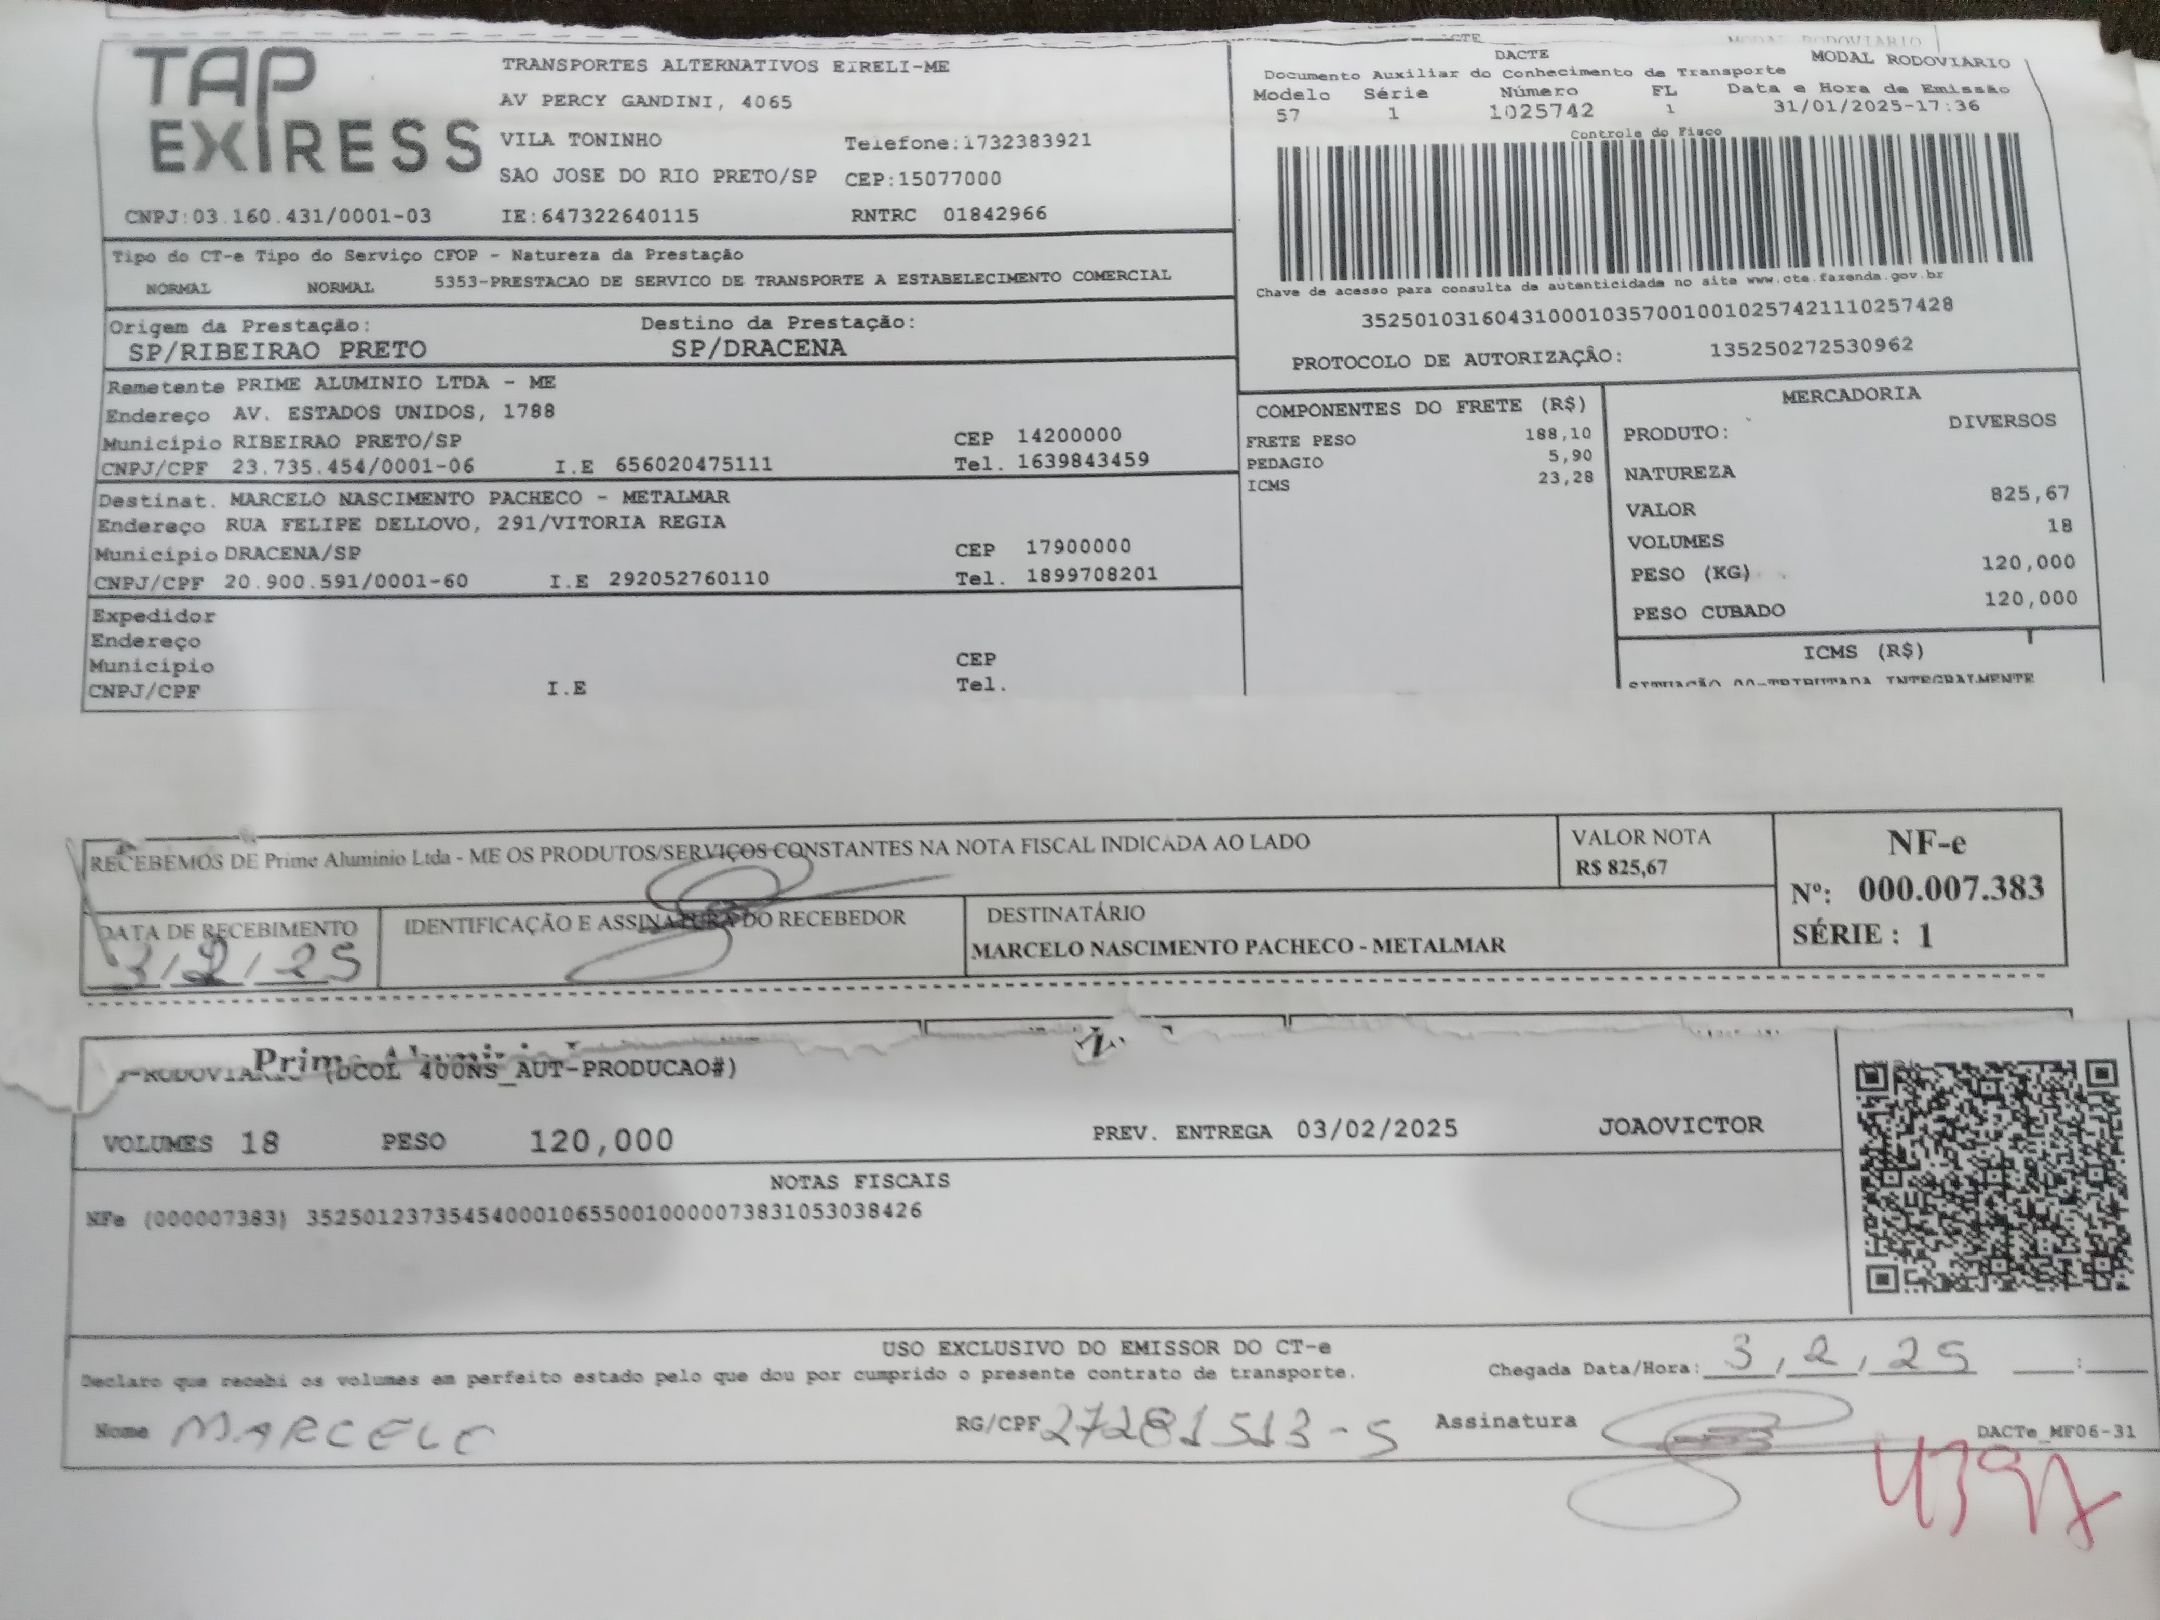 TAP EXPRESS
TRANSPORTES ALTERNATIVOS EIRELI-ME
AV PERCY GANDINI, 4065
VILA TONINHO Telefone:1732383921
SAO JOSE DO RIO PRETO/SP CEP:15077000
CNPJ:03.160.431/0001-03 IE:647322640115 RNTRC 01842966
DACTE MODAL RODOVIARIO
DACTE MODAL RODOVIARIO
Documento Auxiliar do Conhecimento de Transporte
Modelo Série Número FL Data e Hora de Emissão
57 1 1025742 1 31/01/2025-17:36
Controle do Fisco
Chave de acesso para consulta de autenticidade no site www.cte.fazenda.gov.br
35250103160431000103570010010257421110257428
PROTOCOLO DE AUTORIZAÇÃO: 135250272530962
Tipo do CT-e Tipo do Serviço CFOP - Natureza da Prestação
NORMAL NORMAL 5353-PRESTACAO DE SERVICO DE TRANSPORTE A ESTABELECIMENTO COMERCIAL
Origem da Prestação: Destino da Prestação:
SP/RIBEIRAO PRETO SP/DRACENA
Remetente PRIME ALUMINIO LTDA - ME
Endereço AV. ESTADOS UNIDOS, 1788
Município RIBEIRAO PRETO/SP CEP 14200000
CNPJ/CPF 23.735.454/0001-06 I.E 656020475111 Tel. 1639843459
Destinat. MARCELO NASCIMENTO PACHECO - METALMAR
Endereço RUA FELIPE DELLOVO, 291/VITORIA REGIA
Município DRACENA/SP CEP 17900000
CNPJ/CPF 20.900.591/0001-60 I.E 292052760110 Tel. 1899708201
Expedidor
Endereço
Município CEP
CNPJ/CPF I.E Tel.
COMPONENTES DO FRETE (R$)
FRETE PESO 188,10
PEDAGIO 5,90
ICMS 23,28
MERCADORIA
PRODUTO: DIVERSOS
NATUREZA
VALOR 825,67
VOLUMES 18
PESO (KG) 120,000
PESO CUBADO 120,000
ICMS (R$)
SITUAÇÃO 00-TRIBUTADA INTEGRALMENTE
RECEBEMOS DE Prime Aluminio Ltda - ME OS PRODUTOS/SERVIÇOS CONSTANTES NA NOTA FISCAL INDICADA AO LADO
VALOR NOTA
R$ 825,67
NF-e
Nº: 000.007.383
SÉRIE : 1
DATA DE RECEBIMENTO
3/2/25
IDENTIFICAÇÃO E ASSINATURA DO RECEBEDOR
DESTINATÁRIO
MARCELO NASCIMENTO PACHECO - METALMAR
Prime
400NS_AUT-PRODUCAO#)
VOLUMES 18 PESO 120,000 PREV. ENTREGA 03/02/2025 JOAOVICTOR
NOTAS FISCAIS
NFe (000007383) 35250123735454000106550010000073831053038426
USO EXCLUSIVO DO EMISSOR DO CT-e
Declaro que recebi os volumes em perfeito estado pelo que dou por cumprido o presente contrato de transporte. Chegada Data/Hora: 3/2/25 :
Nome MARCELO RG/CPF 27281513-5 Assinatura
DACTe_MF06-31